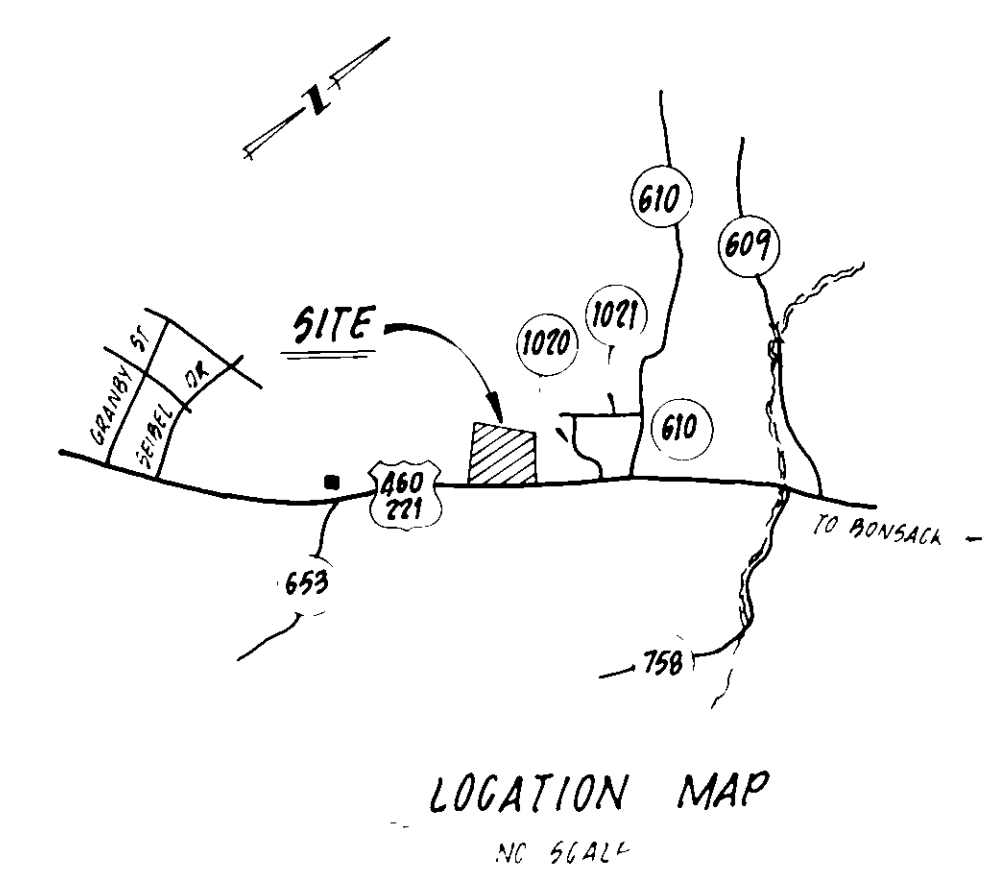 N
610
609
SITE
1020
1021
GRANBY ST
SEIBEL DR
610
460
221
TO BONSACK
653
758
LOCATION MAP
NO SCALE